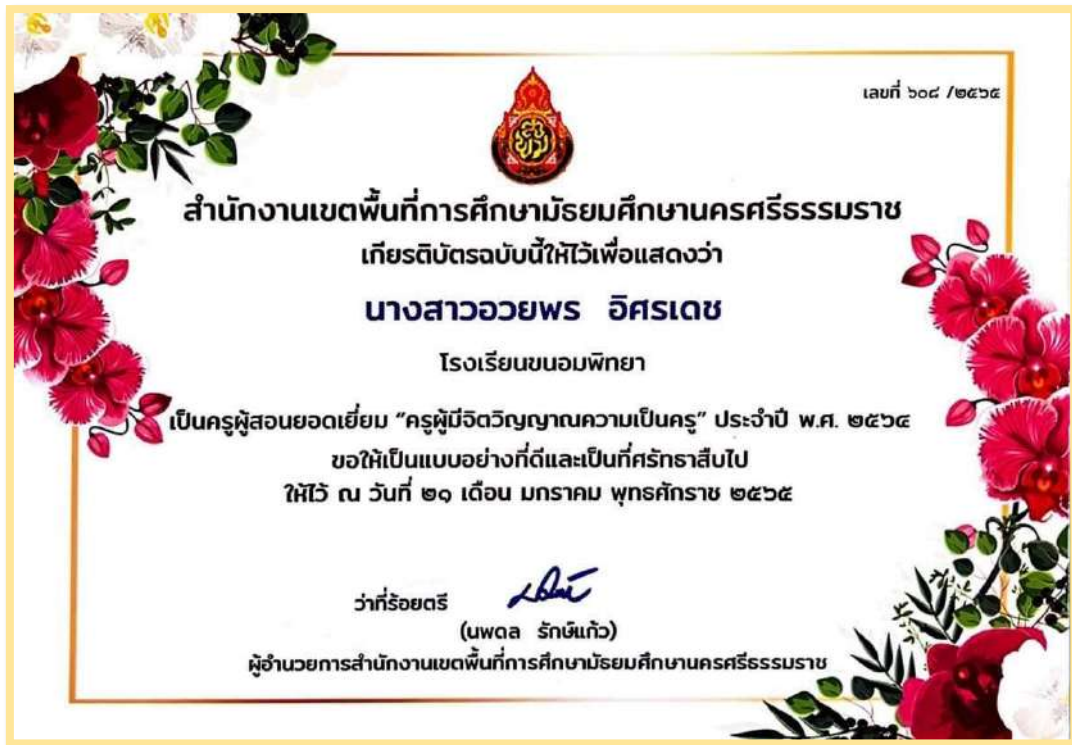 เลขที่ ๖๐๘ /๒๕๖๕
สำนักงานเขตพื้นที่การศึกษามัธยมศึกษานครศรีธรรมราช
เกียรติบัตรฉบับนี้ให้ไว้เพื่อแสดงว่า
นางสาวอวยพร อิศรเดช
โรงเรียนขนอมพิทยา
เป็นครูผู้สอนยอดเยี่ยม “ครูผู้มีจิตวิญญาณความเป็นครู” ประจำปี พ.ศ. ๒๕๖๔
ขอให้เป็นแบบอย่างที่ดีและเป็นที่ศรัทธาสืบไป
ให้ไว้ ณ วันที่ ๒๑ เดือน มกราคม พุทธศักราช ๒๕๖๕
ว่าที่ร้อยตรี
(นพดล รักษ์แก้ว)
ผู้อำนวยการสำนักงานเขตพื้นที่การศึกษามัธยมศึกษานครศรีธรรมราช